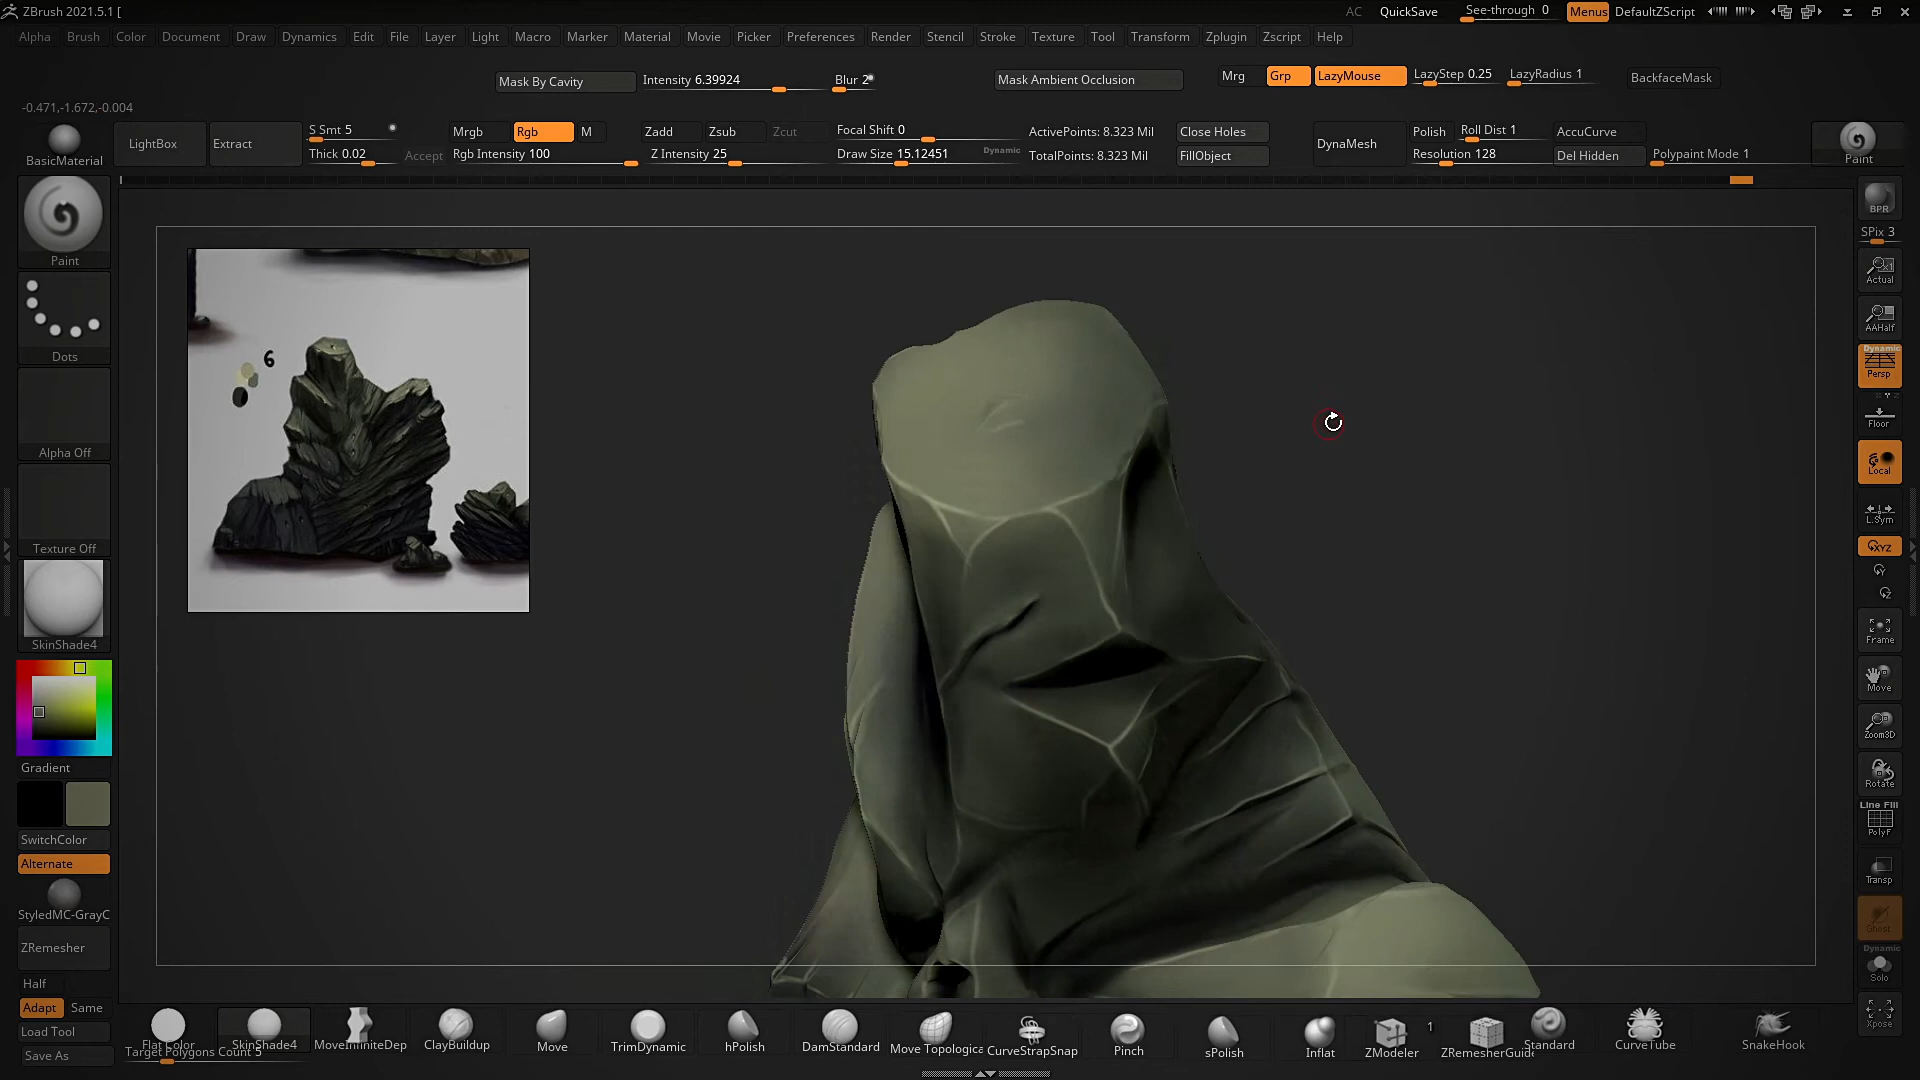 ZBrush 2021.5.1 [
AC QuickSave See-through 0 Menus DefaultZScript
Alpha Brush Color Document Draw Dynamics Edit File Layer Light Macro Marker Material Movie Picker Preferences Render Stencil Stroke Texture Tool Transform Zplugin Zscript Help
Mask By Cavity Intensity 6.39924 Blur 2 Mask Ambient Occlusion Mrg Grp LazyMouse LazyStep 0.25 LazyRadius 1 BackfaceMask
-0.471,-1.672,-0.004
BasicMaterial LightBox Extract S Smt 5 Thick 0.02 Accept
Mrgb Rgb M Zadd Zsub Zcut Focal Shift 0 ActivePoints: 8.323 Mil Close Holes DynaMesh Polish Roll Dist 1 AccuCurve
Rgb Intensity 100 Z Intensity 25 Draw Size 15.12451 Dynamic TotalPoints: 8.323 Mil FillObject Resolution 128 Del Hidden Polypaint Mode 1
Paint
Paint
Dots
Alpha Off
Texture Off
SkinShade4
Gradient
SwitchColor
Alternate
StyledMC-GrayC
ZRemesher
Half
Adapt Same
Load Tool
Save As
6
BPR
SPix 3
Actual
AAHalf
Dynamic
Persp
Floor
Local
L.Sym
XYZ
Y
Z
Frame
Move
Zoom3D
Rotate
Line Fill
PolyF
Transp
Ghost
Dynamic
Solo
Xpose
Flat Color SkinShade4 MoveInfiniteDep ClayBuildup Move TrimDynamic hPolish DamStandard Move Topologica CurveStrapSnap Pinch sPolish Inflat ZModeler 1 ZRemesherGuide Standard CurveTube SnakeHook
Target Polygons Count 5